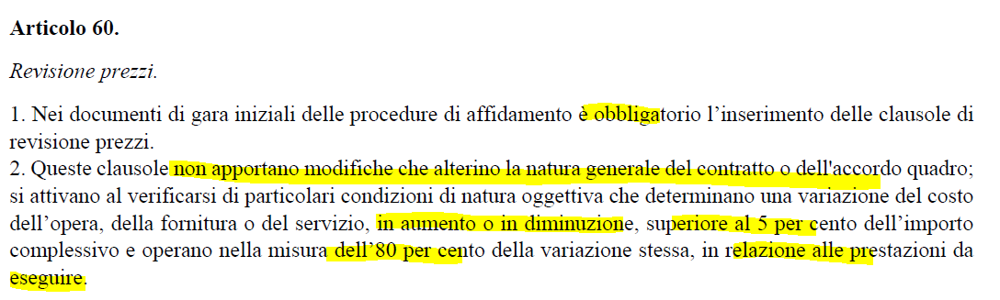 Articolo 60.
Revisione prezzi.
1. Nei documenti di gara iniziali delle procedure di affidamento è obbligatorio l’inserimento delle clausole di
revisione prezzi.
2. Queste clausole non apportano modifiche che alterino la natura generale del contratto o dell'accordo quadro;
si attivano al verificarsi di particolari condizioni di natura oggettiva che determinano una variazione del costo
dell’opera, della fornitura o del servizio, in aumento o in diminuzione, superiore al 5 per cento dell’importo
complessivo e operano nella misura dell’80 per cento della variazione stessa, in relazione alle prestazioni da
eseguire.